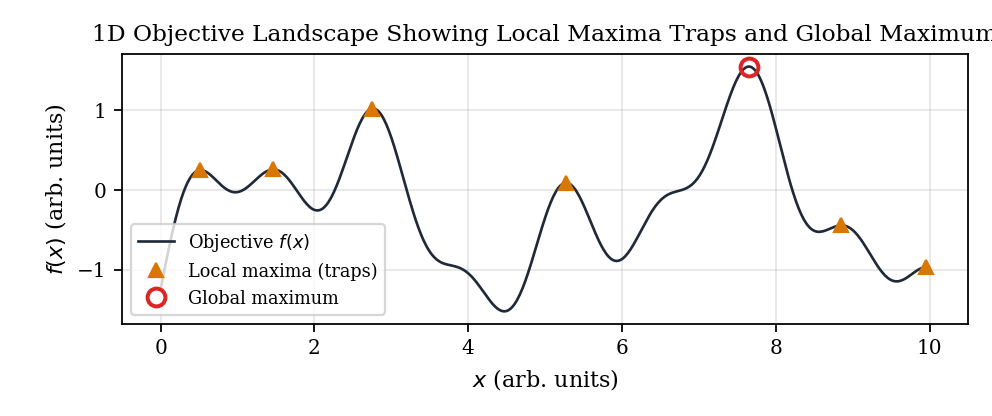 1D Objective Landscape Showing Local Maxima Traps and Global Maximum
f(x) (arb. units)
1
0
−1
Objective f(x)
Local maxima (traps)
Global maximum
0 2 4 6 8 10
x (arb. units)